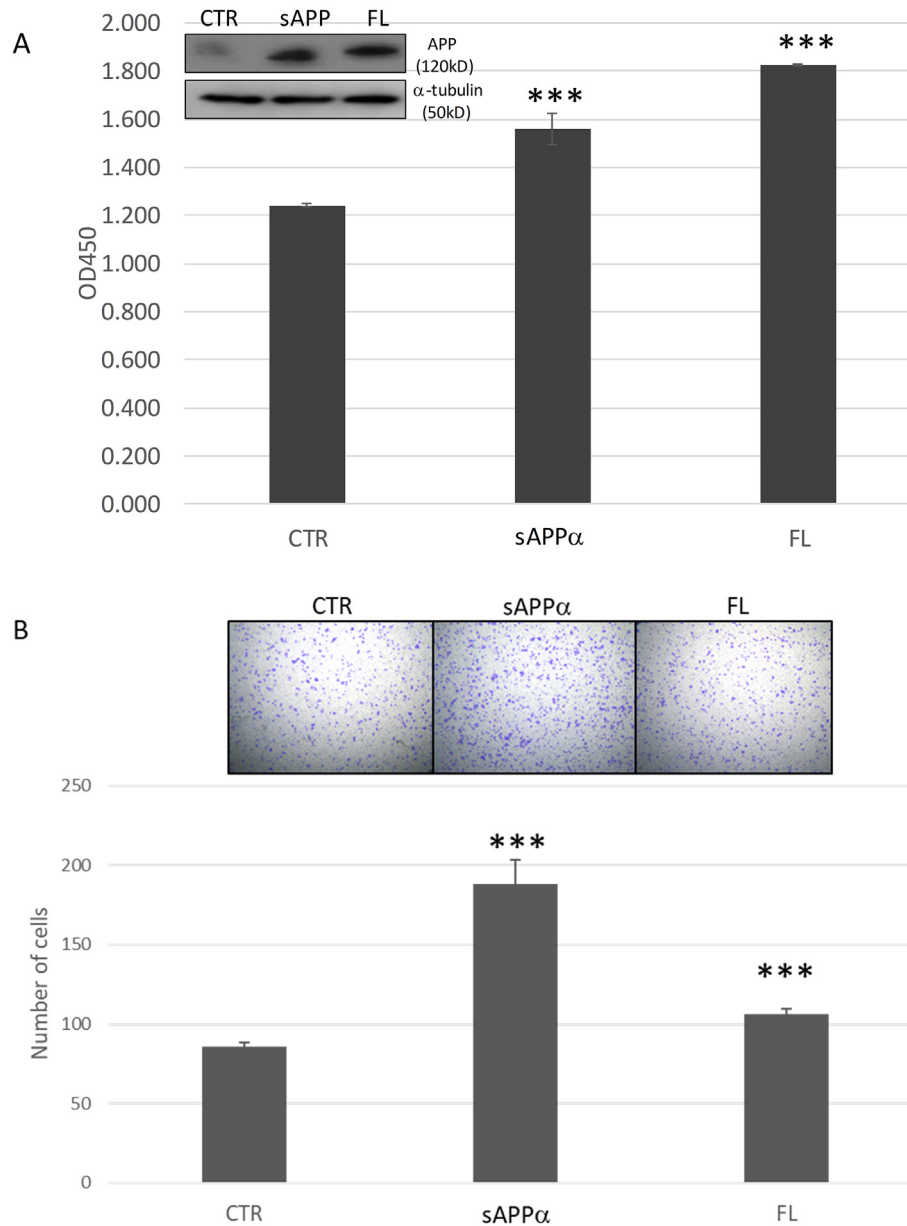 A
CTR sAPP FL
APP
(120kD)
α-tubulin
(50kD)
***
***
2.000
1.800
1.600
1.400
1.200
1.000
0.800
0.600
0.400
0.200
0.000
OD450
CTR sAPPα FL
B
CTR sAPPα FL
250
200
150
100
50
0
Number of cells
***
***
CTR sAPPα FL